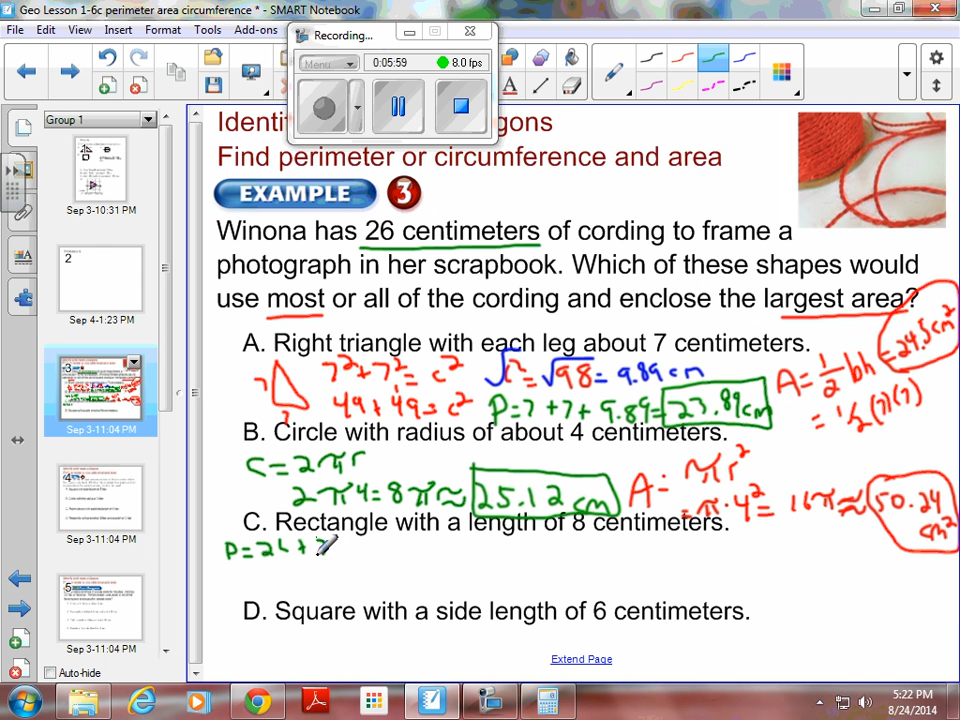 Geo Lesson 1-6c perimeter area circumference * - SMART Notebook
File Edit View Insert Format Tools Add-ons
Recording...
Menu
0:05:59
8.0 fps
Group 1
Sep 3-10:31 PM
2
Sep 4-1:23 PM
3
Sep 3-11:04 PM
4
Sep 3-11:04 PM
5
Sep 3-11:04 PM
Auto-hide
gons
Find perimeter or circumference and area
EXAMPLE 3
Winona has 26 centimeters of cording to frame a
photograph in her scrapbook. Which of these shapes would
use most or all of the cording and enclose the largest area?
A. Right triangle with each leg about 7 centimeters.
7
7
7² + 7² = c²
49 + 49 = c²
√c² = √98 = 9.89 cm
P = 7 + 7 + 9.89 = 23.89 cm
A = 1/2 bh = 24.5 cm²
= 1/2 (7)(7)
B. Circle with radius of about 4 centimeters.
C = 2πr
2π4 = 8π ≈ 25.12 cm
A = πr²
= π · 4² = 16π ≈ 50.24 cm²
C. Rectangle with a length of 8 centimeters.
P = 2l + 2
D. Square with a side length of 6 centimeters.
Extend Page
5:22 PM
8/24/2014